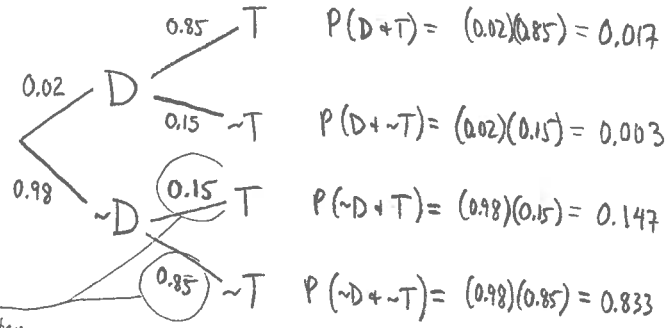 0.85 T P(D+T) = (0.02)(0.85) = 0.017
0.02 D
0.15 ~T P(D+~T) = (0.02)(0.15) = 0.003
0.98 0.15 T P(~D+T) = (0.98)(0.15) = 0.147
~D
0.85 ~T P(~D+~T) = (0.98)(0.85) = 0.833